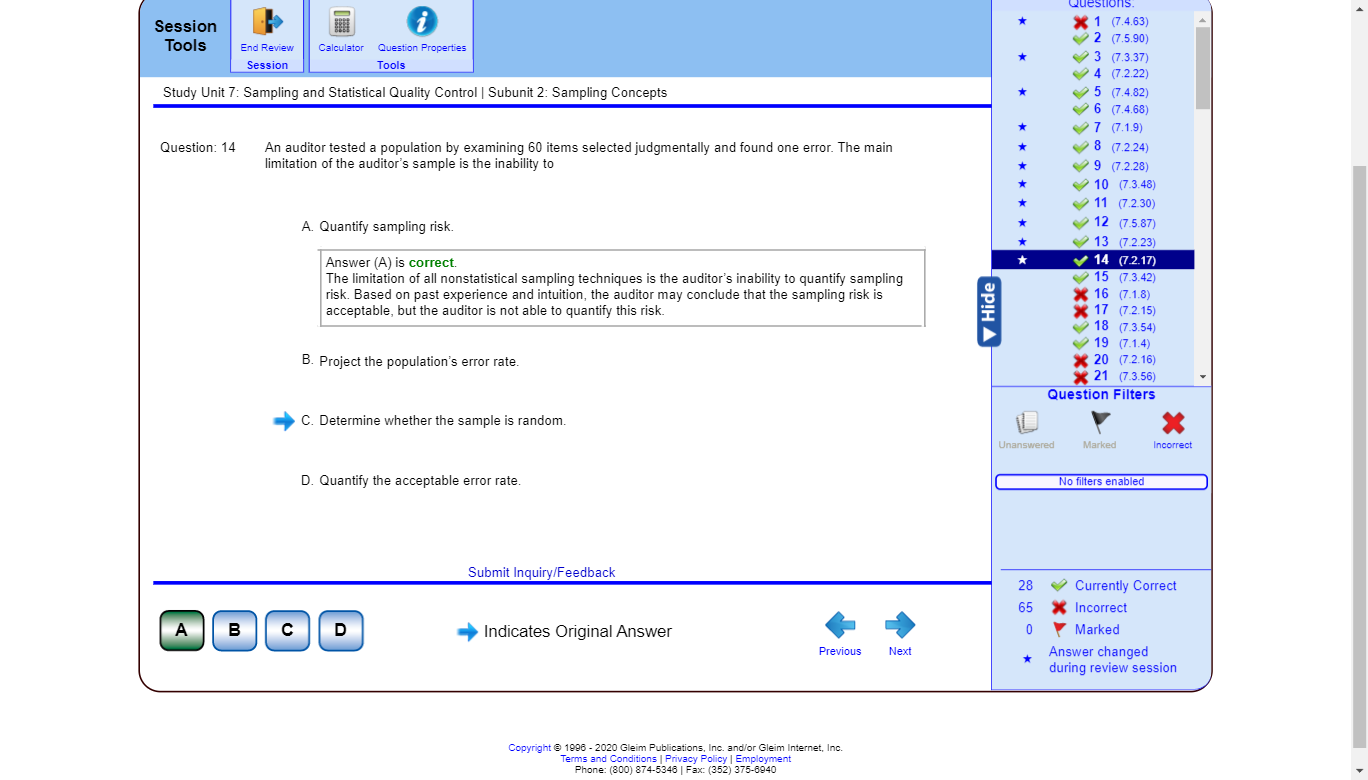 Session
Tools
End Review
Session
Calculator
Question Properties
Tools
Study Unit 7: Sampling and Statistical Quality Control | Subunit 2: Sampling Concepts
Question: 14
An auditor tested a population by examining 60 items selected judgmentally and found one error. The main
limitation of the auditor's sample is the inability to
A. Quantify sampling risk.
Answer (A) is correct.
The limitation of all nonstatistical sampling techniques is the auditor's inability to quantify sampling
risk. Based on past experience and intuition, the auditor may conclude that the sampling risk is
acceptable, but the auditor is not able to quantify this risk.
B. Project the population's error rate.
C. Determine whether the sample is random.
D. Quantify the acceptable error rate.
Submit Inquiry/Feedback
A B C D
Indicates Original Answer
Previous
Next
Questions:
1 (7.4.63)
2 (7.5.90)
3 (7.3.37)
4 (7.2.22)
5 (7.4.82)
6 (7.4.68)
7 (7.1.9)
8 (7.2.24)
9 (7.2.28)
10 (7.3.48)
11 (7.2.30)
12 (7.5.87)
13 (7.2.23)
14 (7.2.17)
15 (7.3.42)
16 (7.1.8)
17 (7.2.15)
18 (7.3.54)
19 (7.1.4)
20 (7.2.16)
21 (7.3.56)
Hide
Question Filters
Unanswered
Marked
Incorrect
No filters enabled
28 Currently Correct
65 Incorrect
0 Marked
Answer changed
during review session
Copyright © 1996 - 2020 Gleim Publications, Inc. and/or Gleim Internet, Inc.
Terms and Conditions | Privacy Policy | Employment
Phone: (800) 874-5346 | Fax: (352) 375-6940